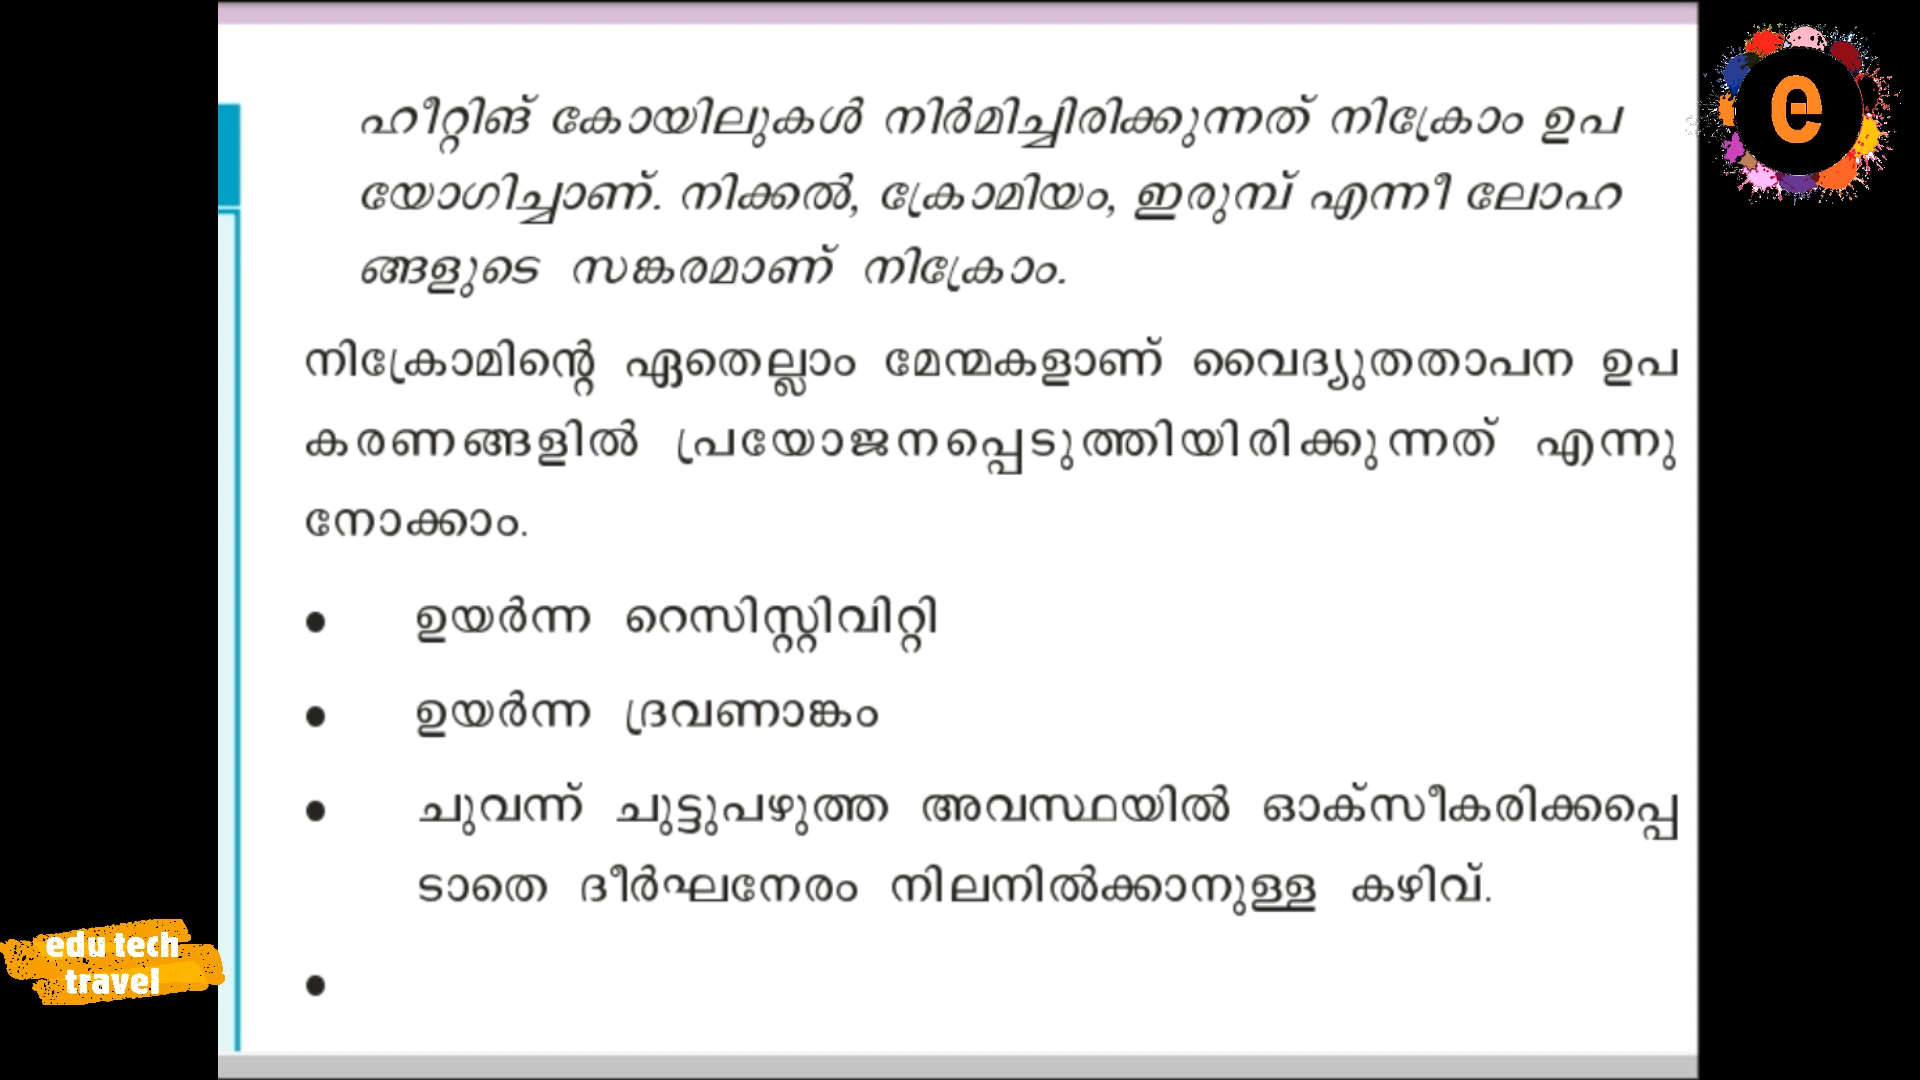 ഹീറ്റിങ് കോയിലുകൾ നിർമിച്ചിരിക്കുന്നത് നിക്രോം ഉപ
യോഗിച്ചാണ്. നിക്കൽ, ക്രോമിയം, ഇരുമ്പ് എന്നീ ലോഹ
ങ്ങളുടെ സങ്കരമാണ് നിക്രോം.
നിക്രോമിന്റെ ഏതെല്ലാം മേന്മകളാണ് വൈദ്യുതതാപന ഉപ
കരണങ്ങളിൽ പ്രയോജനപ്പെടുത്തിയിരിക്കുന്നത് എന്നു
നോക്കാം.
• ഉയർന്ന റെസിസ്റ്റിവിറ്റി
• ഉയർന്ന ദ്രവണാങ്കം
• ചുവന്ന് ചുട്ടുപഴുത്ത അവസ്ഥയിൽ ഓക്സീകരിക്കപ്പെ
ടാതെ ദീർഘനേരം നിലനിൽക്കാനുള്ള കഴിവ്.
•
e
edu tech
travel